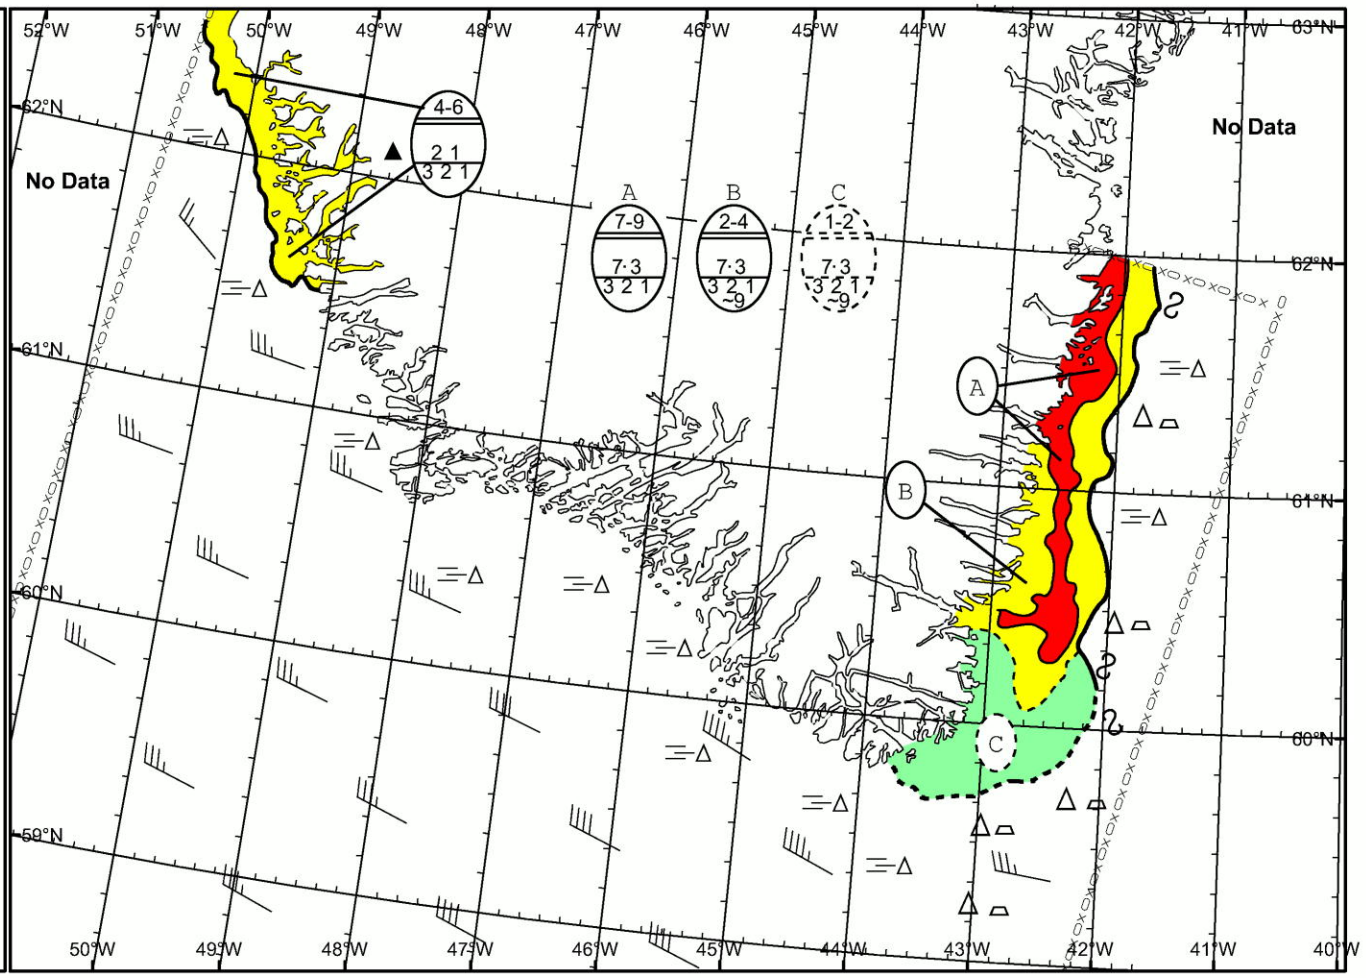 52°W 51°W 50°W 49°W 48°W 47°W 46°W 45°W 44°W 43°W 42°W 41°W 63°N
62°N
No Data
No Data
4-6
2 1
3 2 1
A B C
7-9 2-4 1-2
7·3 7·3 7·3
3 2 1 3 2 1 3 2 1
~9 ~9
62°N
61°N
A
B
61°N
60°N
C
60°N
59°N
50°W 49°W 48°W 47°W 46°W 45°W 44°W 43°W 42°W 41°W 40°W